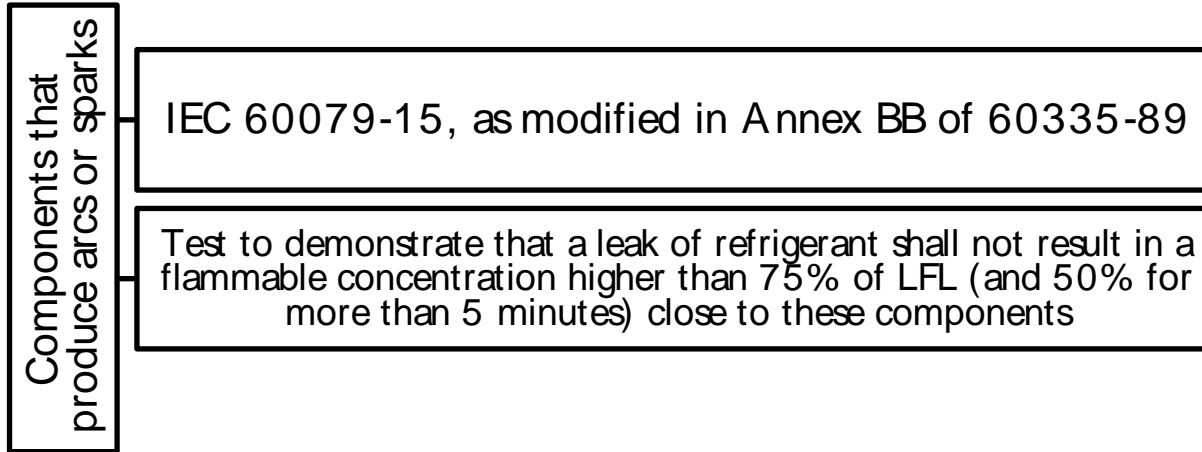 Components that
produce arcs or sparks
IEC 60079-15, as modified in Annex BB of 60335-89
Test to demonstrate that a leak of refrigerant shall not result in a
flammable concentration higher than 75% of LFL (and 50% for
more than 5 minutes) close to these components